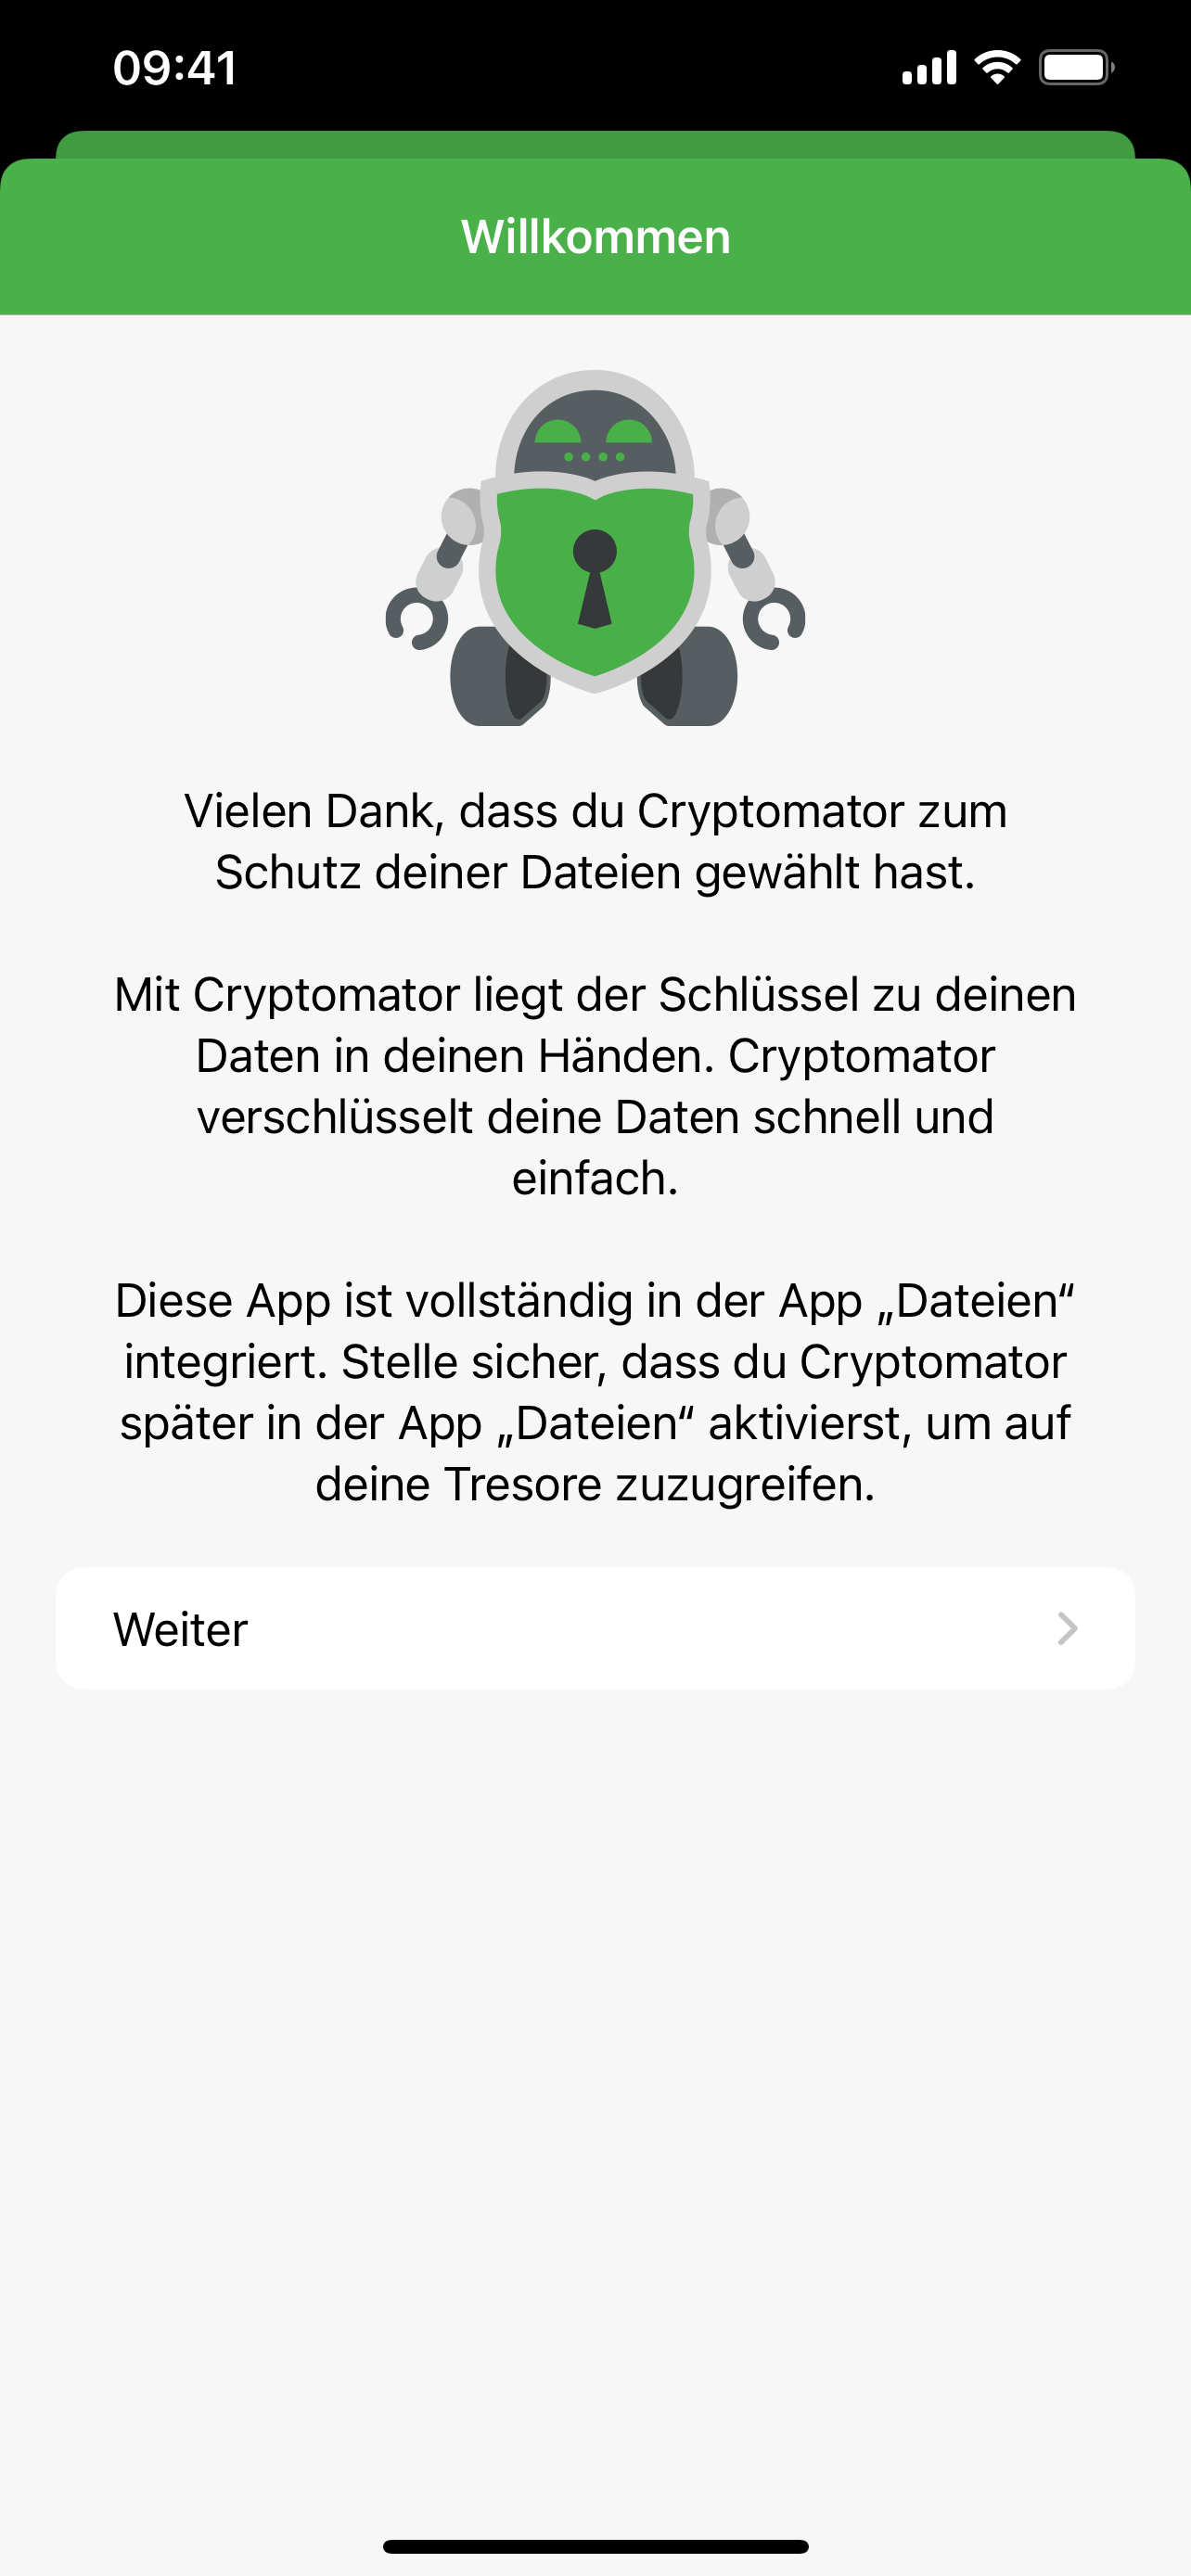 09:41
Willkommen
Vielen Dank, dass du Cryptomator zum
Schutz deiner Dateien gewählt hast.
Mit Cryptomator liegt der Schlüssel zu deinen
Daten in deinen Händen. Cryptomator
verschlüsselt deine Daten schnell und
einfach.
Diese App ist vollständig in der App „Dateien“
integriert. Stelle sicher, dass du Cryptomator
später in der App „Dateien“ aktivierst, um auf
deine Tresore zuzugreifen.
Weiter